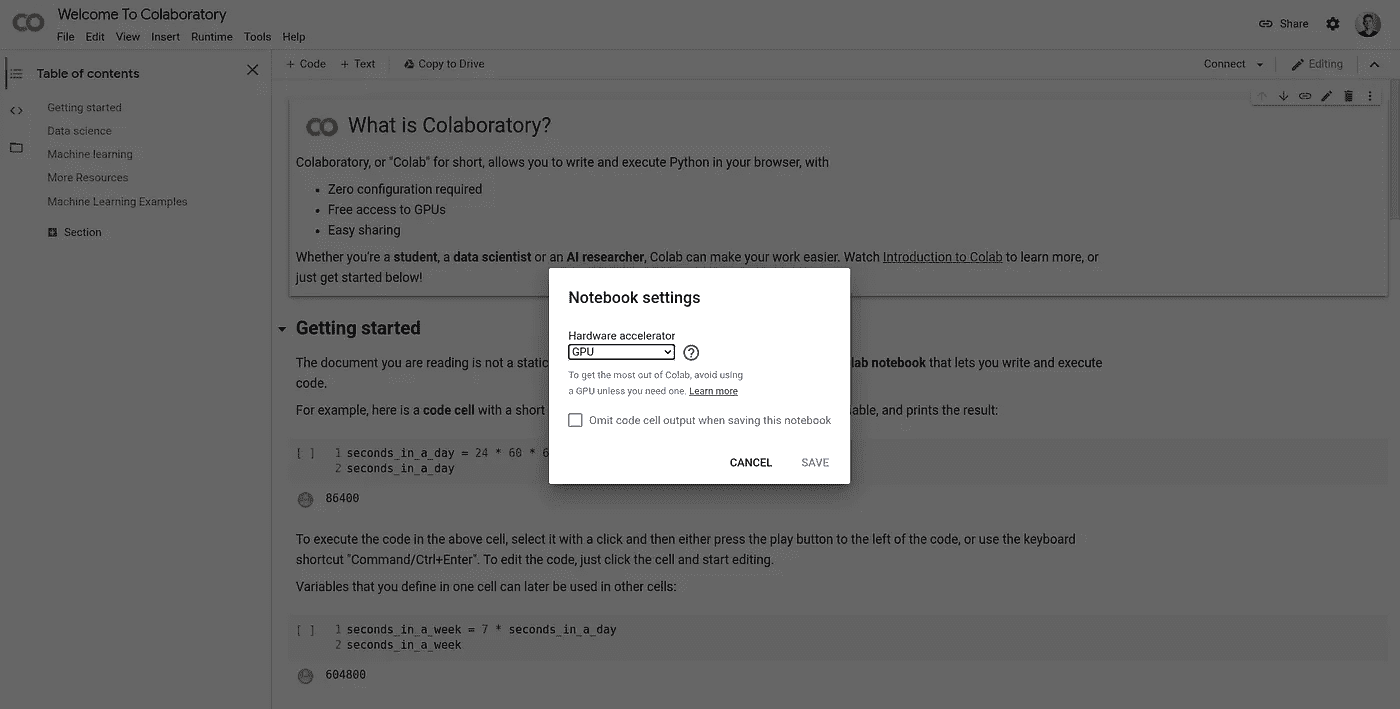 Welcome To Colaboratory
File Edit View Insert Runtime Tools Help
Share
Table of contents
Getting started
Data science
Machine learning
More Resources
Machine Learning Examples
Section
+ Code + Text Copy to Drive
Connect Editing
CO What is Colaboratory?
Colaboratory, or "Colab" for short, allows you to write and execute Python in your browser, with
• Zero configuration required
• Free access to GPUs
• Easy sharing
Whether you're a student, a data scientist or an AI researcher, Colab can make your work easier. Watch Introduction to Colab to learn more, or
just get started below!
Getting started
The document you are reading is not a static
lab notebook that lets you write and execute
code.
For example, here is a code cell with a short
able, and prints the result:
[ ] 1 seconds_in_a_day = 24 * 60 * 6
2 seconds_in_a_day
86400
To execute the code in the above cell, select it with a click and then either press the play button to the left of the code, or use the keyboard
shortcut "Command/Ctrl+Enter". To edit the code, just click the cell and start editing.
Variables that you define in one cell can later be used in other cells:
[ ] 1 seconds_in_a_week = 7 * seconds_in_a_day
2 seconds_in_a_week
604800
Notebook settings
Hardware accelerator
GPU
To get the most out of Colab, avoid using
a GPU unless you need one. Learn more
Omit code cell output when saving this notebook
CANCEL SAVE